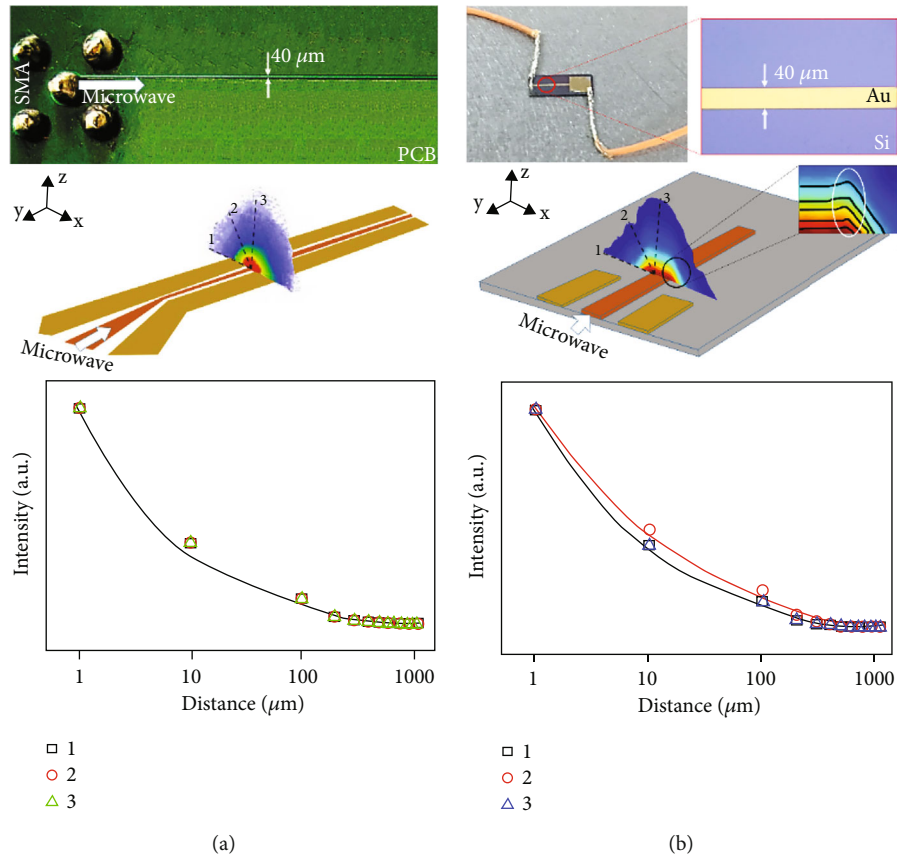 SMA
40 μm
Microwave
PCB
z
y
x
1
2
3
Microwave
Intensity (a.u.)
1
10
100
1000
Distance (μm)
1
2
3
(a)
40 μm
Au
Si
z
y
x
1
2
3
Microwave
Intensity (a.u.)
1
10
100
1000
Distance (μm)
1
2
3
(b)